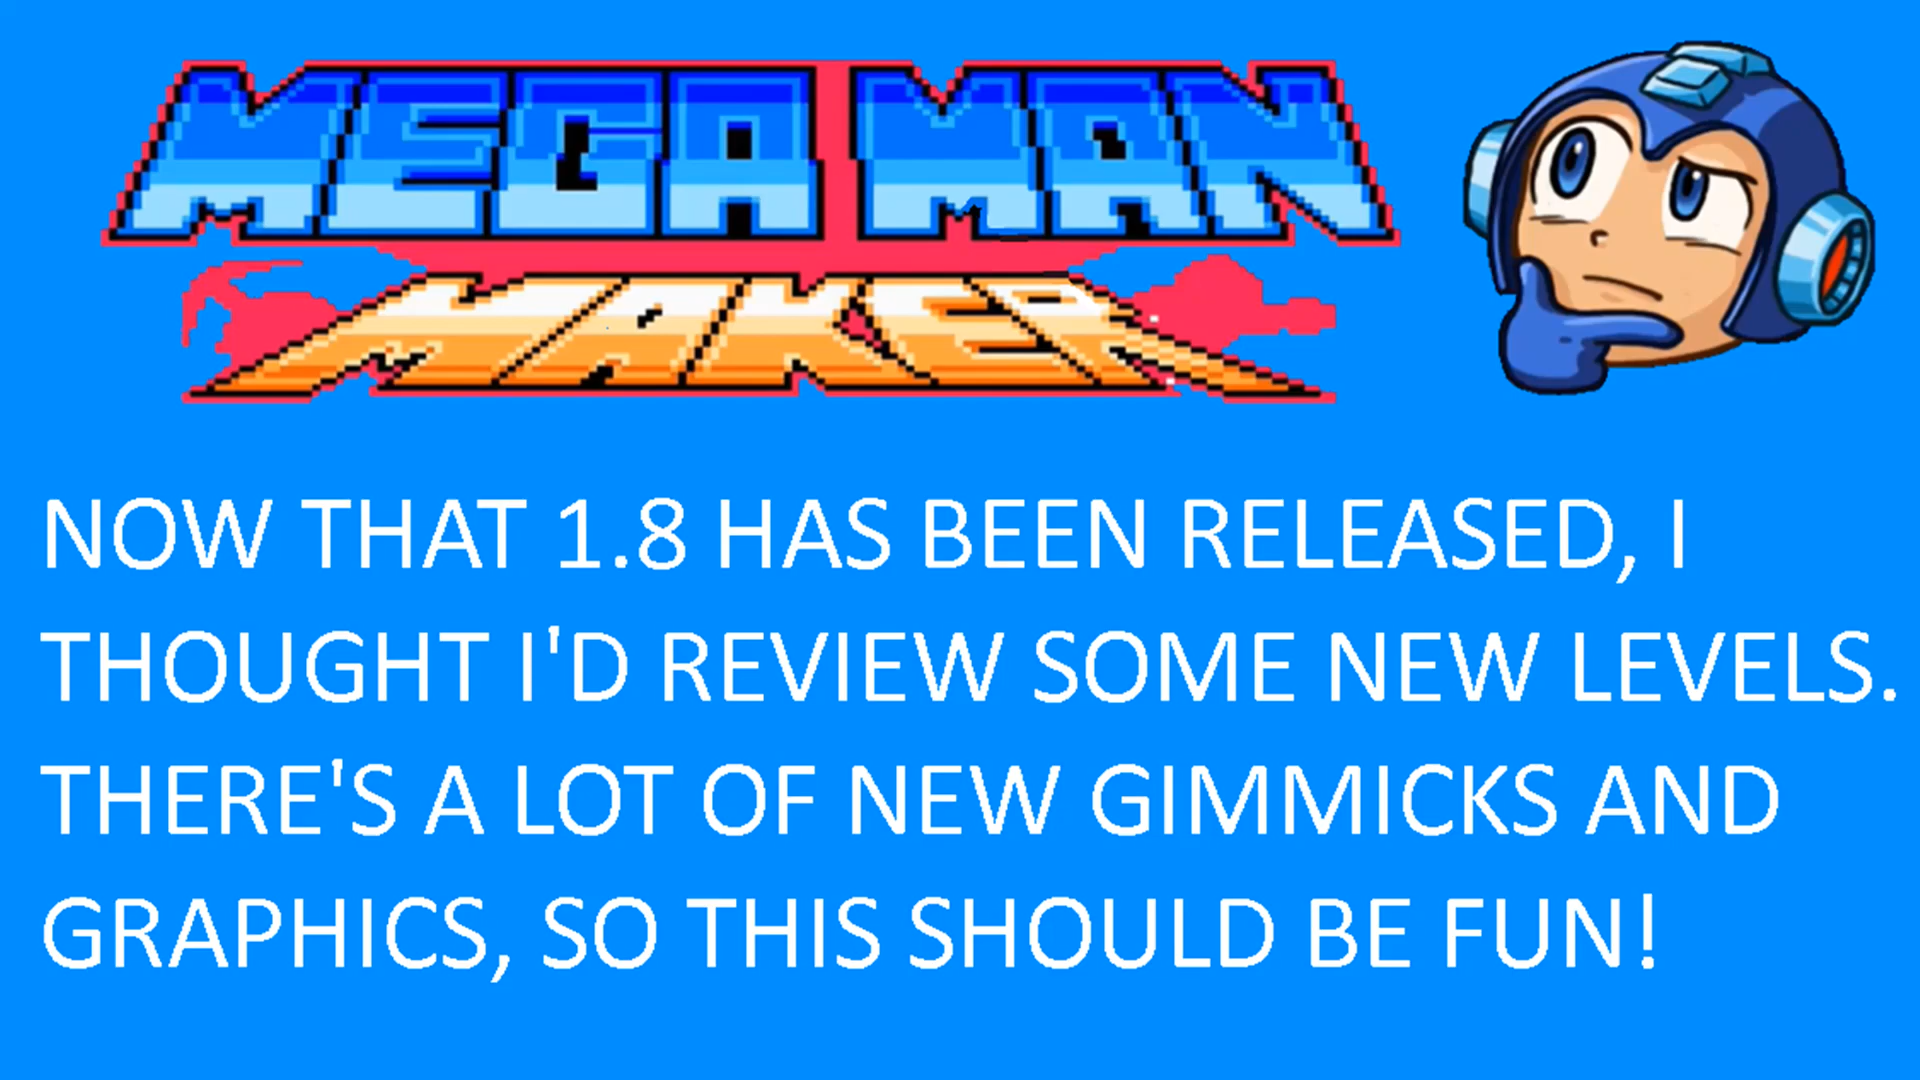 MEGA MAN
MAKER
NOW THAT 1.8 HAS BEEN RELEASED, I
THOUGHT I'D REVIEW SOME NEW LEVELS.
THERE'S A LOT OF NEW GIMMICKS AND
GRAPHICS, SO THIS SHOULD BE FUN!